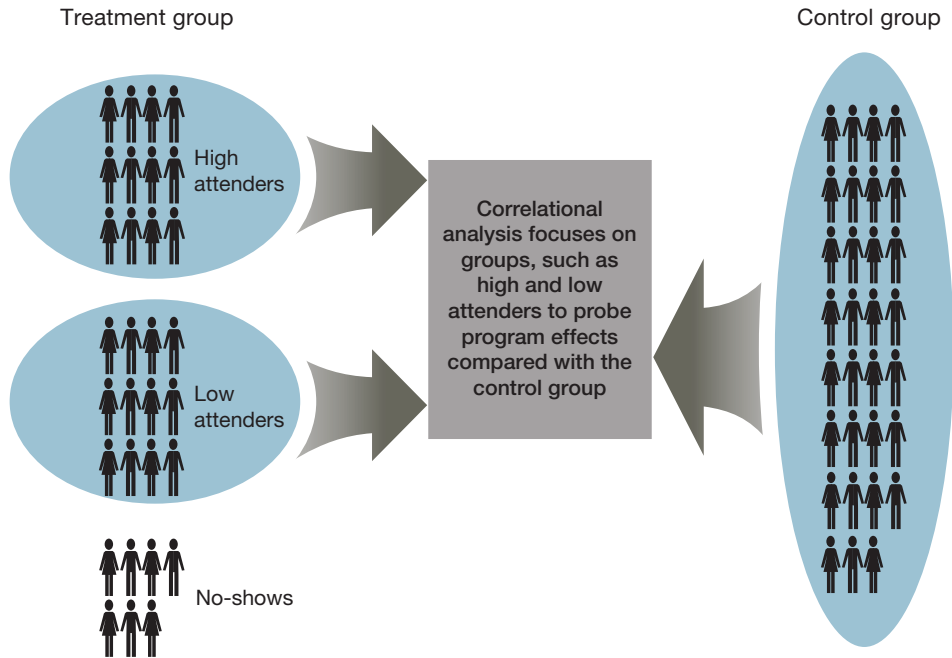 Treatment group
Control group
High
attenders
Correlational
analysis focuses on
groups, such as
high and low
attenders to probe
program effects
compared with the
control group
Low
attenders
No-shows